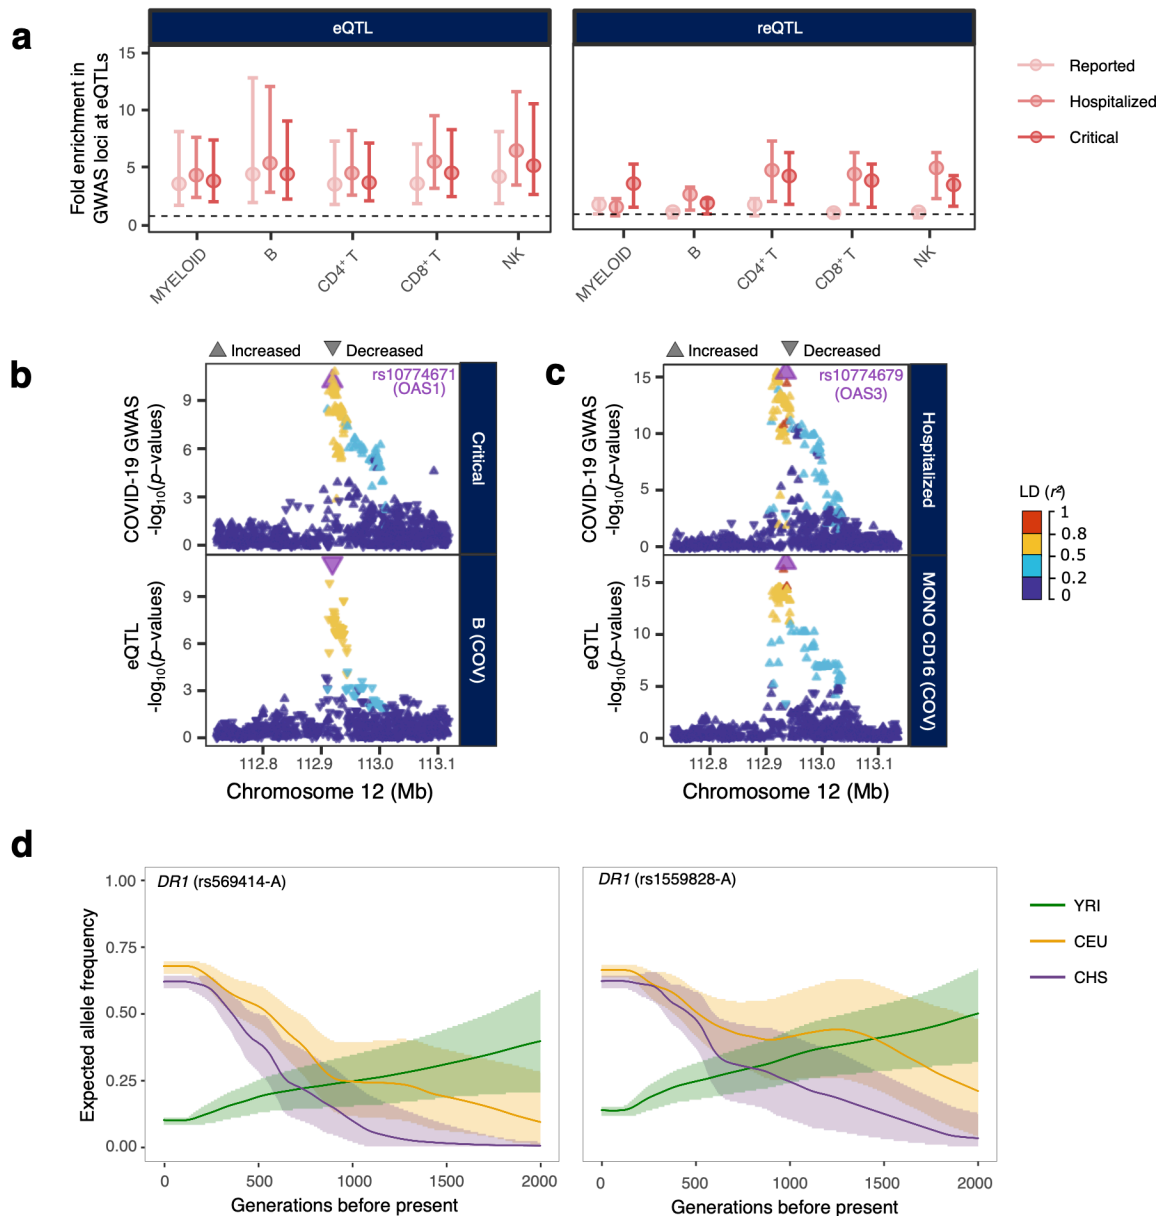 a
eQTL
reQTL
Fold enrichment in
GWAS loci at eQTLs
15
10
5
0
MYELOID
B
CD4⁺ T
CD8⁺ T
NK
MYELOID
B
CD4⁺ T
CD8⁺ T
NK
Reported
Hospitalized
Critical
b
Increased
Decreased
rs10774671
(OAS1)
COVID-19 GWAS
-log₁₀(p–values)
9
6
3
0
Critical
eQTL
-log₁₀(p–values)
9
6
3
0
B (COV)
112.8
112.9
113.0
113.1
Chromosome 12 (Mb)
c
Increased
Decreased
rs10774679
(OAS3)
COVID-19 GWAS
-log₁₀(p–values)
15
10
5
0
Hospitalized
eQTL
-log₁₀(p–values)
15
10
5
0
MONO CD16 (COV)
112.8
112.9
113.0
113.1
Chromosome 12 (Mb)
LD (r²)
1
0.8
0.5
0.2
0
d
DR1 (rs569414-A)
DR1 (rs1559828-A)
Expected allele frequency
1.00
0.75
0.50
0.25
0.00
0
500
1000
1500
2000
Generations before present
0
500
1000
1500
2000
Generations before present
YRI
CEU
CHS